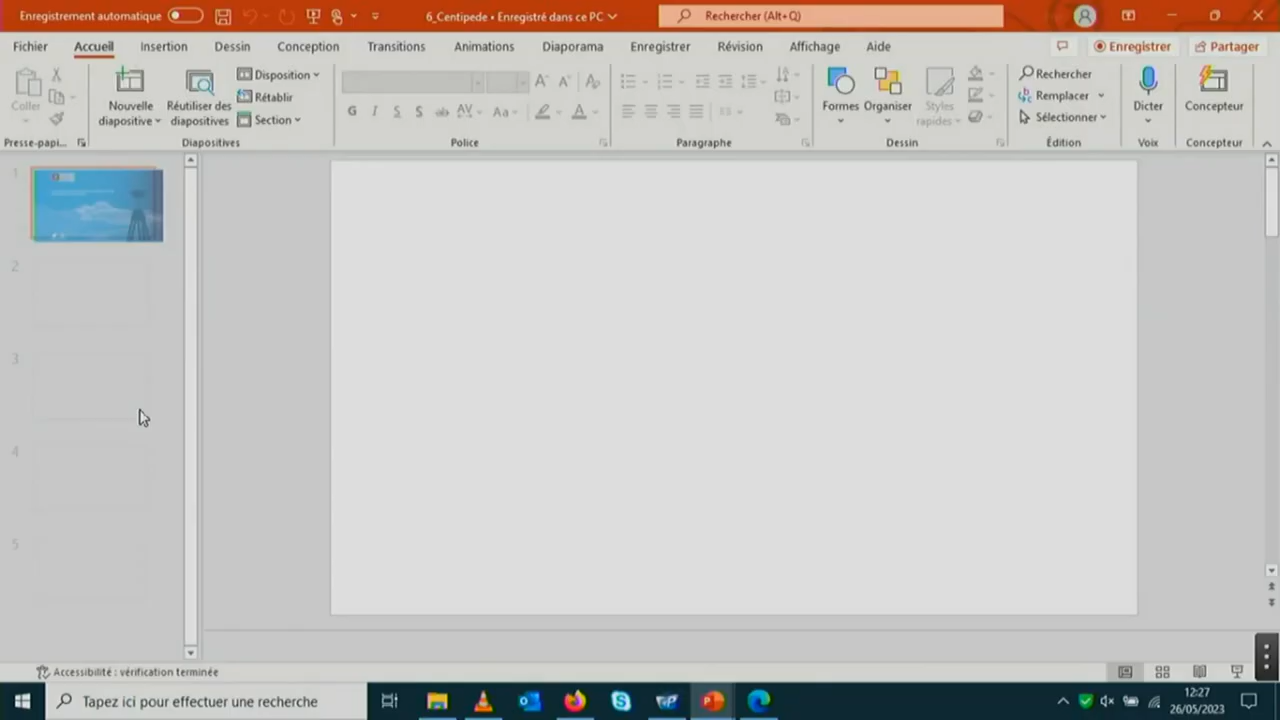 Enregistrement automatique
6_Centipede • Enregistré dans ce PC
Rechercher (Alt+Q)
Fichier
Accueil
Insertion
Dessin
Conception
Transitions
Animations
Diaporama
Enregistrer
Révision
Affichage
Aide
Enregistrer
Partager
Coller
Nouvelle diapositive
Réutiliser des diapositives
Disposition
Rétablir
Section
G I S S ab AV Aa A
Formes
Organiser
Styles rapides
Rechercher
Remplacer
Sélectionner
Dicter
Concepteur
Presse-papi...
Diapositives
Police
Paragraphe
Dessin
Édition
Voix
Concepteur
1
2
3
4
5
Accessibilité : vérification terminée
Tapez ici pour effectuer une recherche
12:27
26/05/2023